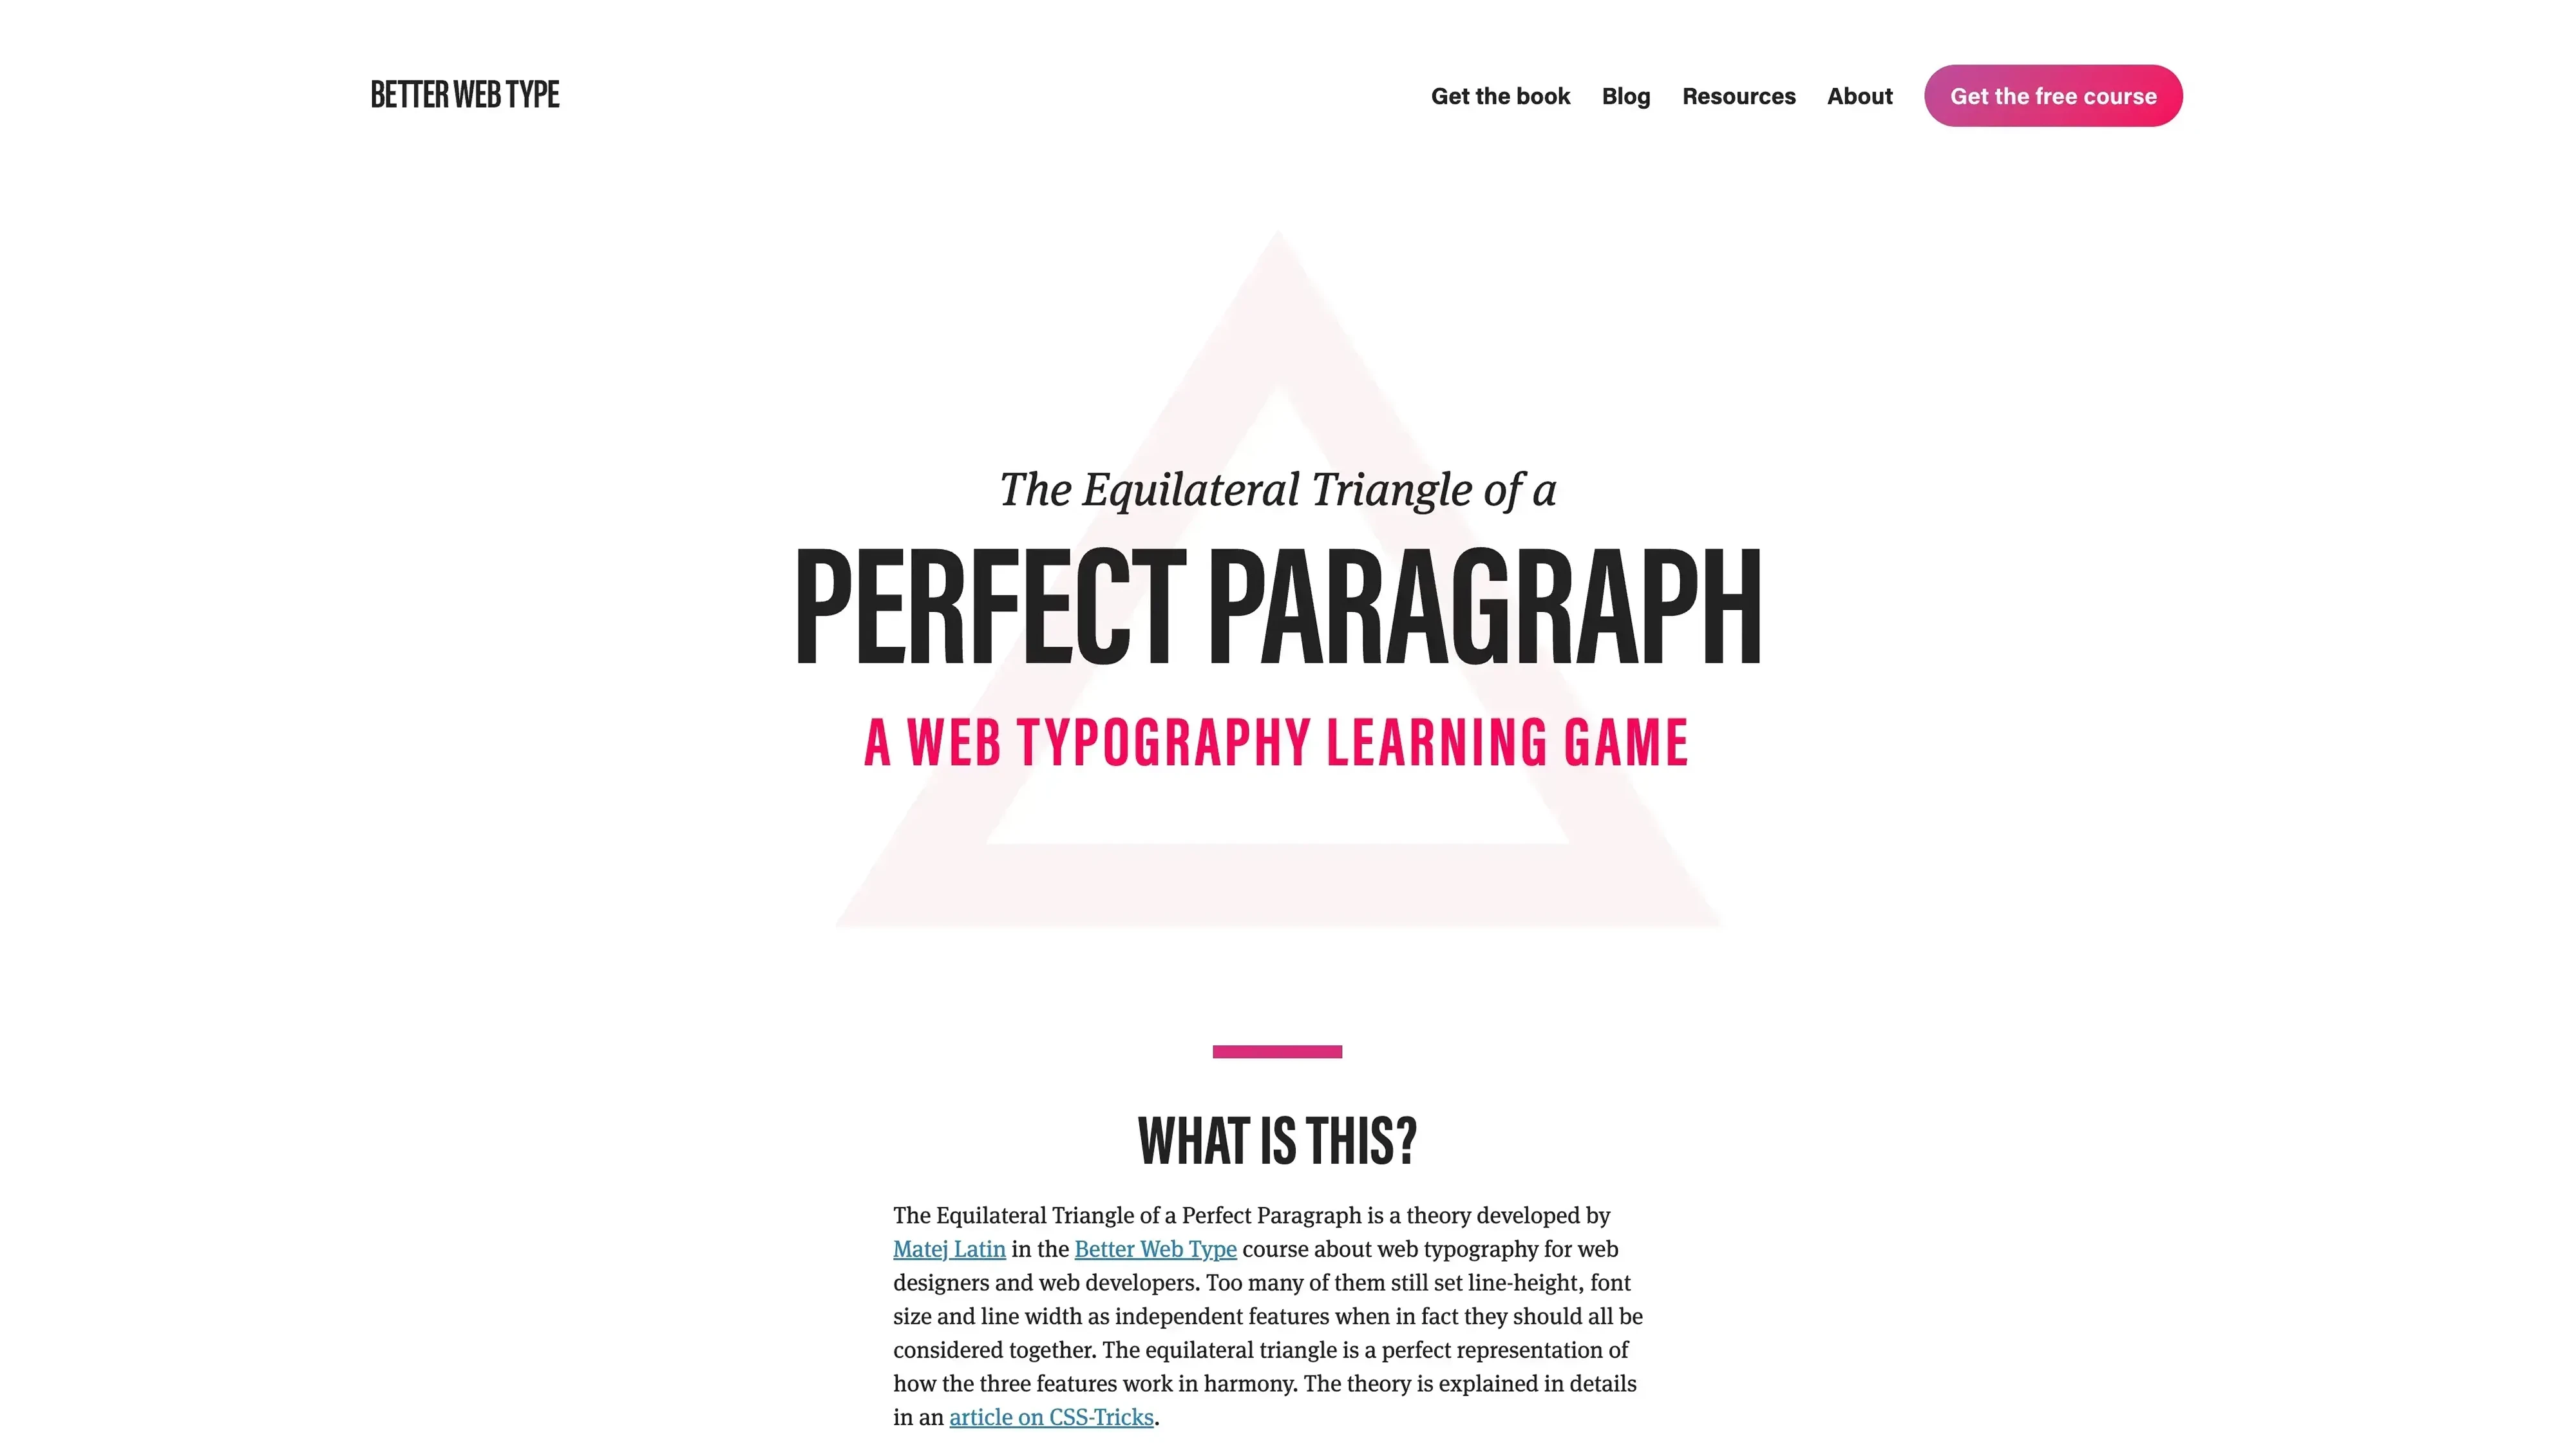 BETTER WEB TYPE
Get the book Blog Resources About Get the free course
The Equilateral Triangle of a
PERFECT PARAGRAPH
A WEB TYPOGRAPHY LEARNING GAME
WHAT IS THIS?
The Equilateral Triangle of a Perfect Paragraph is a theory developed by
Matej Latin in the Better Web Type course about web typography for web
designers and web developers. Too many of them still set line-height, font
size and line width as independent features when in fact they should all be
considered together. The equilateral triangle is a perfect representation of
how the three features work in harmony. The theory is explained in details
in an article on CSS-Tricks.